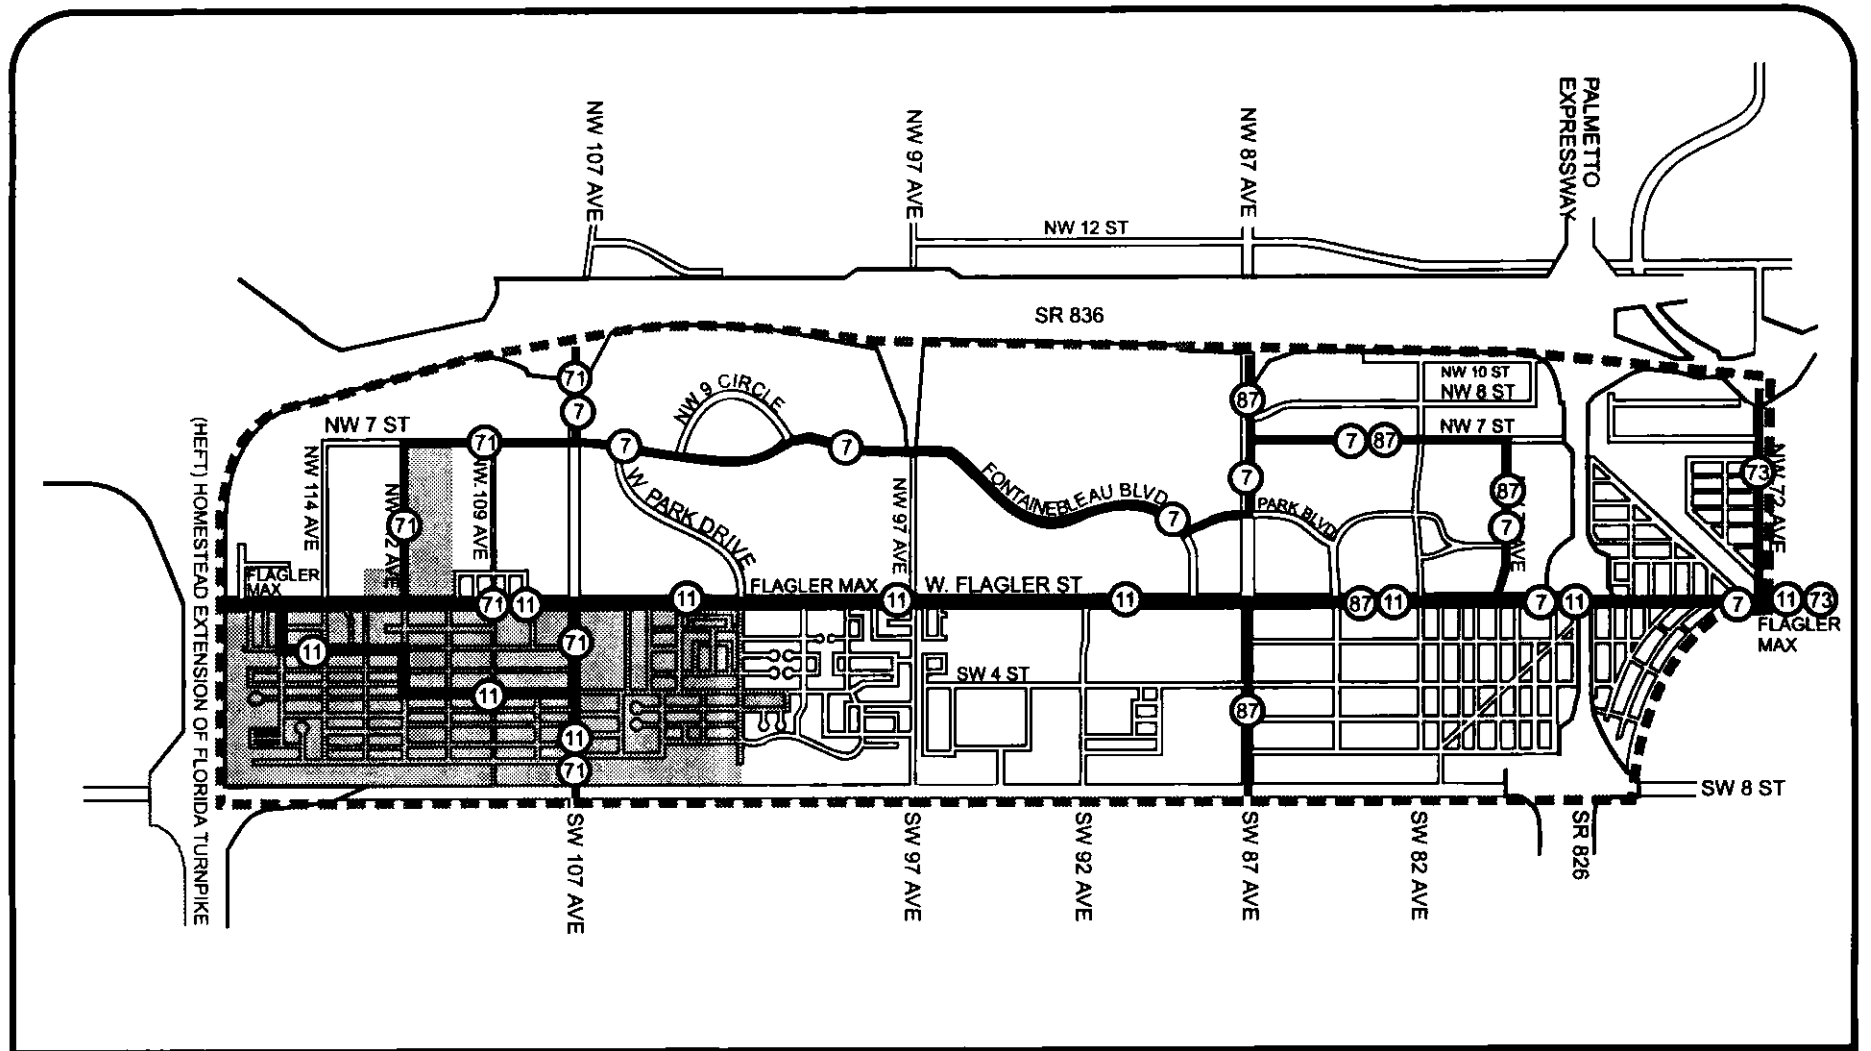 PALMETTO
EXPRESSWAY
NW 107 AVE
NW 97 AVE
NW 87 AVE
NW 12 ST
SR 836
71
87
NW 10 ST
NW 8 ST
NW 9 CIRCLE
7
NW 7 ST
71
7
7
7
87
NW 7 ST
(HEFT) HOMESTEAD EXTENSION OF FLORIDA TURNPIKE
NW 114 AVE
71
NW. 109 AVE
W. PARK DRIVE
NW 97 AVE
FONTAINEBLEAU BLVD
7
7
PARK BLVD
87
7
73
NW 72 AVE
FLAGLER
MAX
71
11
11
FLAGLER MAX
11
W. FLAGLER ST
11
87
11
7
11
7
11
73
FLAGLER
MAX
11
71
SW 4 ST
11
87
11
71
SW 8 ST
SW 107 AVE
SW 97 AVE
SW 92 AVE
SW 87 AVE
SW 82 AVE
SR 826